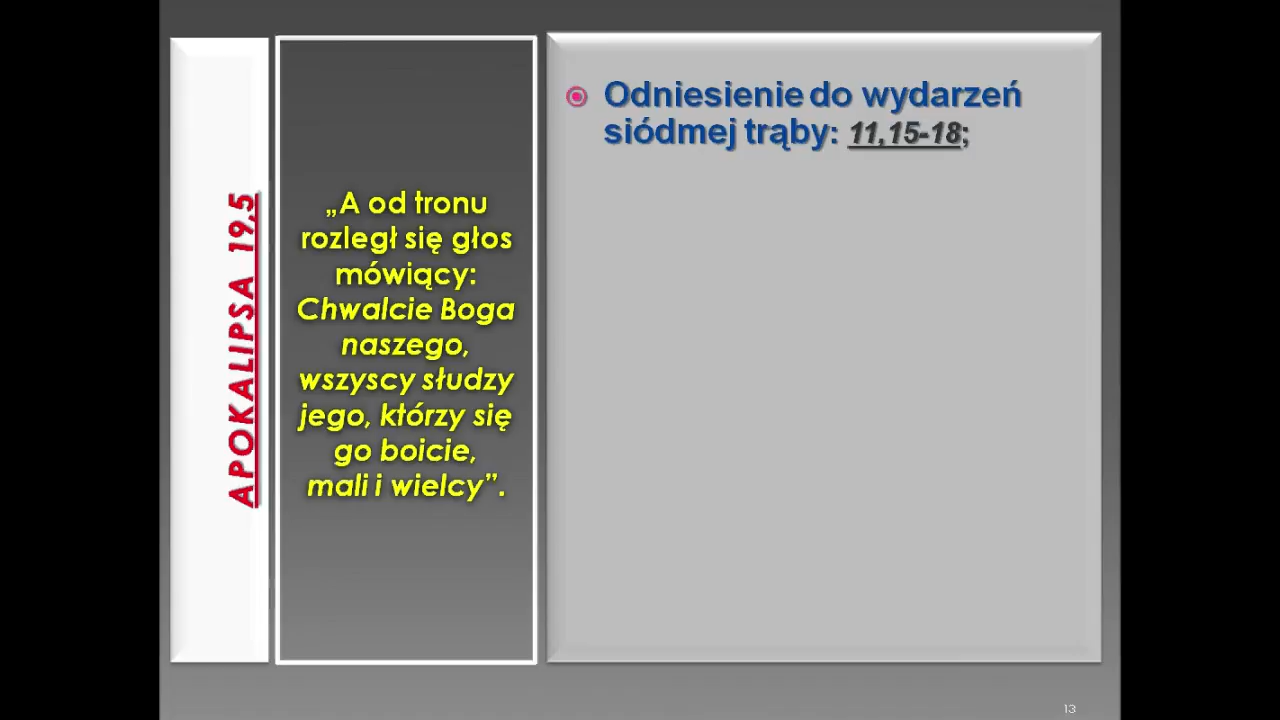 APOKALIPSA 19,5
„A od tronu
rozległ się głos
mówiący:
Chwalcie Boga
naszego,
wszyscy słudzy
jego, którzy się
go boicie,
mali i wielcy”.
Odniesienie do wydarzeń
siódmej trąby: 11,15-18;
13